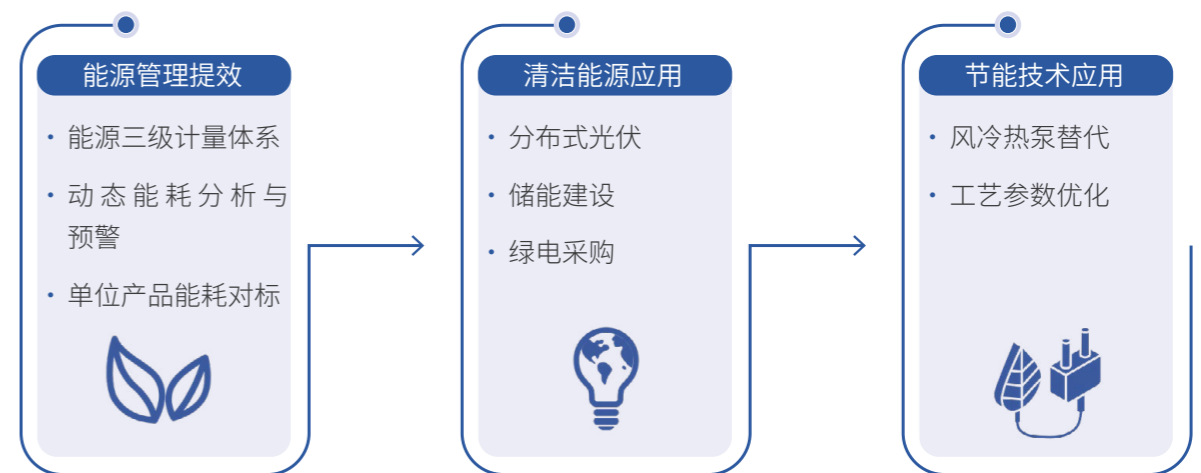 能源管理提效
· 能源三级计量体系
· 动态能耗分析与
预警
· 单位产品能耗对标
清洁能源应用
· 分布式光伏
· 储能建设
· 绿电采购
节能技术应用
· 风冷热泵替代
· 工艺参数优化